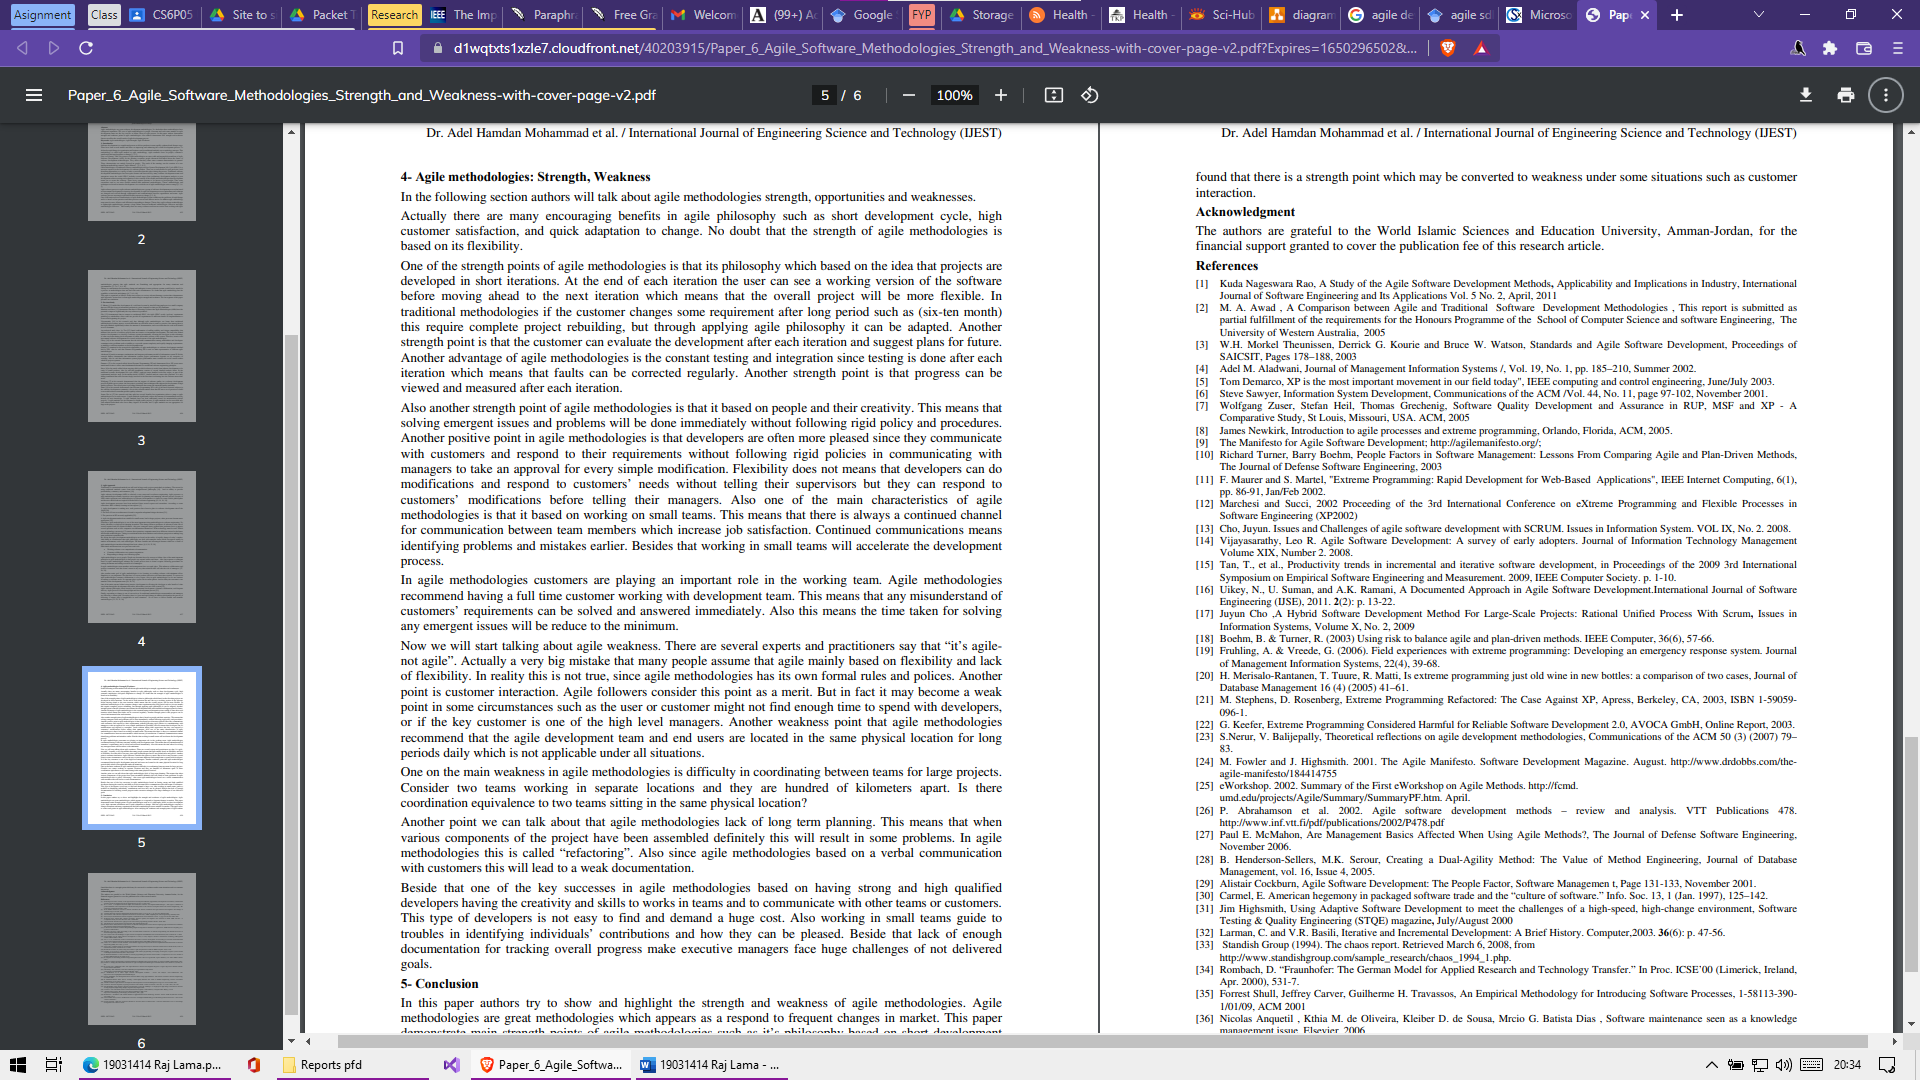 Asignment
Class
CS6P05
Site to s
Packet T
Research
The Imp
Paraphra
Free Gra
Welcom
(99+) Ac
Google
FYP
Storage
Health -
Health -
Sci-Hub
diagram
agile de
agile sdl
Microso
Pape
d1wqtxts1xzle7.cloudfront.net/40203915/Paper_6_Agile_Software_Methodologies_Strength_and_Weakness-with-cover-page-v2.pdf?Expires=1650296502&...
Paper_6_Agile_Software_Methodologies_Strength_and_Weakness-with-cover-page-v2.pdf
5 / 6
100%
2
3
4
5
6
Dr. Adel Hamdan Mohammad et al. / International Journal of Engineering Science and Technology (IJEST)
4- Agile methodologies: Strength, Weakness
In the following section authors will talk about agile methodologies strength, opportunities and weaknesses.
Actually there are many encouraging benefits in agile philosophy such as short development cycle, high
customer satisfaction, and quick adaptation to change. No doubt that the strength of agile methodologies is
based on its flexibility.
One of the strength points of agile methodologies is that its philosophy which based on the idea that projects are
developed in short iterations. At the end of each iteration the user can see a working version of the software
before moving ahead to the next iteration which means that the overall project will be more flexible. In
traditional methodologies if the customer changes some requirement after long period such as (six-ten month)
this require complete project rebuilding, but through applying agile philosophy it can be adapted. Another
strength point is that the customer can evaluate the development after each iteration and suggest plans for future.
Another advantage of agile methodologies is the constant testing and integration since testing is done after each
iteration which means that faults can be corrected regularly. Another strength point is that progress can be
viewed and measured after each iteration.
Also another strength point of agile methodologies is that it based on people and their creativity. This means that
solving emergent issues and problems will be done immediately without following rigid policy and procedures.
Another positive point in agile methodologies is that developers are often more pleased since they communicate
with customers and respond to their requirements without following rigid policies in communicating with
managers to take an approval for every simple modification. Flexibility does not means that developers can do
modifications and respond to customers' needs without telling their supervisors but they can respond to
customers' modifications before telling their managers. Also one of the main characteristics of agile
methodologies is that it based on working on small teams. This means that there is always a continued channel
for communication between team members which increase job satisfaction. Continued communications means
identifying problems and mistakes earlier. Besides that working in small teams will accelerate the development
process.
In agile methodologies customers are playing an important role in the working team. Agile methodologies
recommend having a full time customer working with development team. This means that any misunderstand of
customers' requirements can be solved and answered immediately. Also this means the time taken for solving
any emergent issues will be reduce to the minimum.
Now we will start talking about agile weakness. There are several experts and practitioners say that "it's agile-
not agile". Actually a very big mistake that many people assume that agile mainly based on flexibility and lack
of flexibility. In reality this is not true, since agile methodologies has its own formal rules and polices. Another
point is customer interaction. Agile followers consider this point as a merit. But in fact it may become a weak
point in some circumstances such as the user or customer might not find enough time to spend with developers,
or if the key customer is one of the high level managers. Another weakness point that agile methodologies
recommend that the agile development team and end users are located in the same physical location for long
periods daily which is not applicable under all situations.
One on the main weakness in agile methodologies is difficulty in coordinating between teams for large projects.
Consider two teams working in separate locations and they are hundred of kilometers apart. Is there
coordination equivalence to two teams sitting in the same physical location?
Another point we can talk about that agile methodologies lack of long term planning. This means that when
various components of the project have been assembled definitely this will result in some problems. In agile
methodologies this is called "refactoring". Also since agile methodologies based on a verbal communication
with customers this will lead to a weak documentation.
Beside that one of the key successes in agile methodologies based on having strong and high qualified
developers having the creativity and skills to works in teams and to communicate with other teams or customers.
This type of developers is not easy to find and demand a huge cost. Also working in small teams guide to
troubles in identifying individuals' contributions and how they can be pleased. Beside that lack of enough
documentation for tracking overall progress make executive managers face huge challenges of not delivered
goals.
5- Conclusion
In this paper authors try to show and highlight the strength and weakness of agile methodologies. Agile
methodologies are great methodologies which appears as a respond to frequent changes in market. This paper
demonstrate main strength points of agile methodologies such as it's philosophy based on short development
Dr. Adel Hamdan Mohammad et al. / International Journal of Engineering Science and Technology (IJEST)
found that there is a strength point which may be converted to weakness under some situations such as customer
interaction.
Acknowledgment
The authors are grateful to the World Islamic Sciences and Education University, Amman-Jordan, for the
financial support granted to cover the publication fee of this research article.
References
[1] Kuda Nageswara Rao, A Study of the Agile Software Development Methods, Applicability and Implications in Industry, International
Journal of Software Engineering and Its Applications Vol. 5 No. 2, April, 2011
[2] M. A. Awad , A Comparison between Agile and Traditional Software Development Methodologies , This report is submitted as
partial fulfillment of the requirements for the Honours Programme of the School of Computer Science and software Engineering, The
University of Western Australia, 2005
[3] W.H. Morkel Theunissen, Derrick G. Kourie and Bruce W. Watson, Standards and Agile Software Development, Proceedings of
SAICSIT, Pages 178–188, 2003
[4] Adel M. Aladwani, Journal of Management Information Systems /, Vol. 19, No. 1, pp. 185–210, Summer 2002.
[5] Tom Demarco, XP is the most important movement in our field today", IEEE computing and control engineering, June/July 2003.
[6] Steve Sawyer, Information System Development, Communications of the ACM /Vol. 44, No. 11, page 97-102, November 2001.
[7] Wolfgang Zuser, Stefan Heil, Thomas Grechenig, Software Quality Development and Assurance in RUP, MSF and XP - A
Comparative Study, St Louis, Missouri, USA. ACM, 2005
[8] James Newkirk, Introduction to agile processes and extreme programming, Orlando, Florida, ACM, 2005.
[9] The Manifesto for Agile Software Development; http://agilemanifesto.org/;
[10] Richard Turner, Barry Boehm, People Factors in Software Management: Lessons From Comparing Agile and Plan-Driven Methods,
The Journal of Defense Software Engineering, 2003
[11] F. Maurer and S. Martel, "Extreme Programming: Rapid Development for Web-Based Applications", IEEE Internet Computing, 6(1),
pp. 86-91, Jan/Feb 2002.
[12] Marchesi and Succi, 2002 Proceeding of the 3rd International Conference on eXtreme Programming and Flexible Processes in
Software Engineering (XP2002)
[13] Cho, Juyun. Issues and Challenges of agile software development with SCRUM. Issues in Information System. VOL IX, No. 2. 2008.
[14] Vijayasarathy, Leo R. Agile Software Development: A survey of early adopters. Journal of Information Technology Management
Volume XIX, Number 2. 2008.
[15] Tan, T., et al., Productivity trends in incremental and iterative software development, in Proceedings of the 2009 3rd International
Symposium on Empirical Software Engineering and Measurement. 2009, IEEE Computer Society. p. 1-10.
[16] Uikey, N., U. Suman, and A.K. Ramani, A Documented Approach in Agile Software Development.International Journal of Software
Engineering (IJSE), 2011. 2(2): p. 13-22.
[17] Juyun Cho ,A Hybrid Software Development Method For Large-Scale Projects: Rational Unified Process With Scrum, Issues in
Information Systems, Volume X, No. 2, 2009
[18] Boehm, B. & Turner, R. (2003) Using risk to balance agile and plan-driven methods. IEEE Computer, 36(6), 57-66.
[19] Fruhling, A. & Vreede, G. (2006). Field experiences with extreme programming: Developing an emergency response system. Journal
of Management Information Systems, 22(4), 39-68.
[20] H. Merisalo-Rantanen, T. Tuure, R. Matti, Is extreme programming just old wine in new bottles: a comparison of two cases, Journal of
Database Management 16 (4) (2005) 41–61.
[21] M. Stephens, D. Rosenberg, Extreme Programming Refactored: The Case Against XP, Apress, Berkeley, CA, 2003, ISBN 1-59059-
096-1.
[22] G. Keefer, Extreme Programming Considered Harmful for Reliable Software Development 2.0, AVOCA GmbH, Online Report, 2003.
[23] S.Nerur, V. Balijepally, Theoretical reflections on agile development methodologies, Communications of the ACM 50 (3) (2007) 79–
83.
[24] M. Fowler and J. Highsmith. 2001. The Agile Manifesto. Software Development Magazine. August. http://www.drdobbs.com/the-
agile-manifesto/184414755
[25] eWorkshop. 2002. Summary of the First eWorkshop on Agile Methods. http://fcmd.
umd.edu/projects/Agile/Summary/SummaryPF.htm. April.
[26] P. Abrahamson et al. 2002. Agile software development methods – review and analysis. VTT Publications 478.
http://www.inf.vtt.fi/pdf/publications/2002/P478.pdf
[27] Paul E. McMahon, Are Management Basics Affected When Using Agile Methods?, The Journal of Defense Software Engineering,
November 2006.
[28] B. Henderson-Sellers, M.K. Serour, Creating a Dual-Agility Method: The Value of Method Engineering, Journal of Database
Management, vol. 16, Issue 4, 2005.
[29] Alistair Cockburn, Agile Software Development: The People Factor, Software Managemen t, Page 131-133, November 2001.
[30] Carmel, E. American hegemony in packaged software trade and the "culture of software." Info. Soc. 13, 1 (Jan. 1997), 125–142.
[31] Jim Highsmith, Using Adaptive Software Development to meet the challenges of a high-speed, high-change environment, Software
Testing & Quality Engineering (STQE) magazine, July/August 2000
[32] Larman, C. and V.R. Basili, Iterative and Incremental Development: A Brief History. Computer,2003. 36(6): p. 47-56.
[33] Standish Group (1994). The chaos report. Retrieved March 6, 2008, from
http://www.standishgroup.com/sample_research/chaos_1994_1.php.
[34] Rombach, D. "Fraunhofer: The German Model for Applied Research and Technology Transfer." In Proc. ICSE'00 (Limerick, Ireland,
Apr. 2000), 531-7.
[35] Forrest Shull, Jeffrey Carver, Guilherme H. Travassos, An Empirical Methodology for Introducing Software Processes, 1-58113-390-
1/01/09, ACM 2001
[36] Nicolas Anquetil , Kthia M. de Oliveira, Kleiber D. de Sousa, Mrcio G. Batista Dias , Software maintenance seen as a knowledge
management issue, Elsevier, 2006
19031414 Raj Lama.p...
Reports pfd
Paper_6_Agile_Softwa...
19031414 Raj Lama - ...
20:34